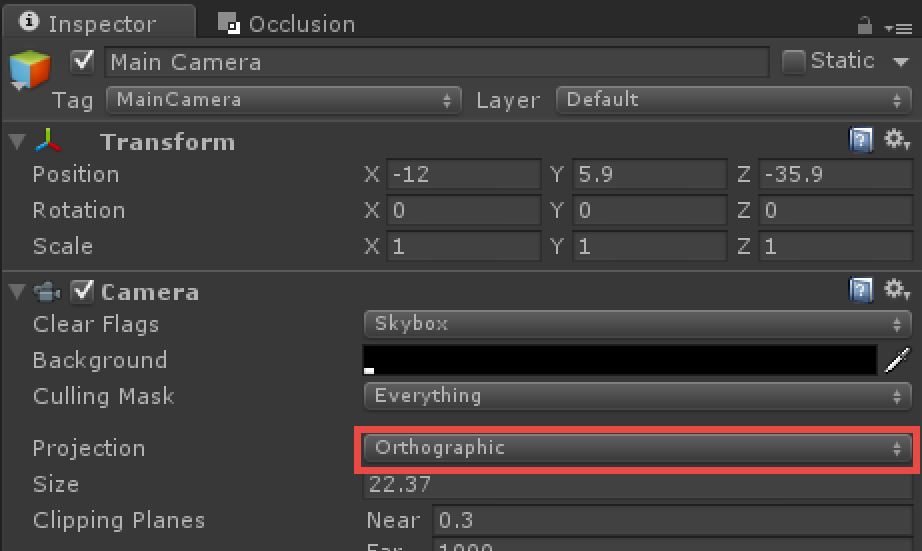 Inspector Occlusion
Main Camera Static
Tag MainCamera Layer Default
Transform
Position X -12 Y 5.9 Z -35.9
Rotation X 0 Y 0 Z 0
Scale X 1 Y 1 Z 1
Camera
Clear Flags Skybox
Background
Culling Mask Everything
Projection Orthographic
Size 22.37
Clipping Planes Near 0.3
Far 1000